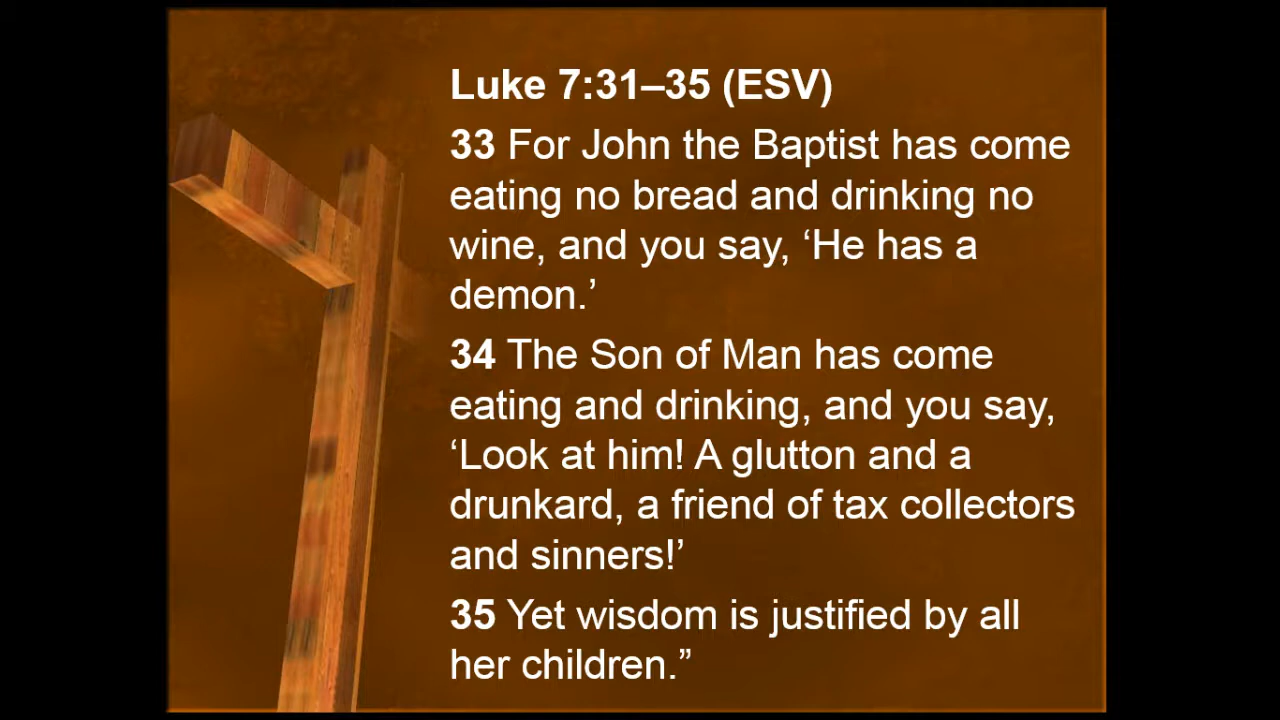 Luke 7:31–35 (ESV)
33 For John the Baptist has come
eating no bread and drinking no
wine, and you say, ‘He has a
demon.’
34 The Son of Man has come
eating and drinking, and you say,
‘Look at him! A glutton and a
drunkard, a friend of tax collectors
and sinners!’
35 Yet wisdom is justified by all
her children.”